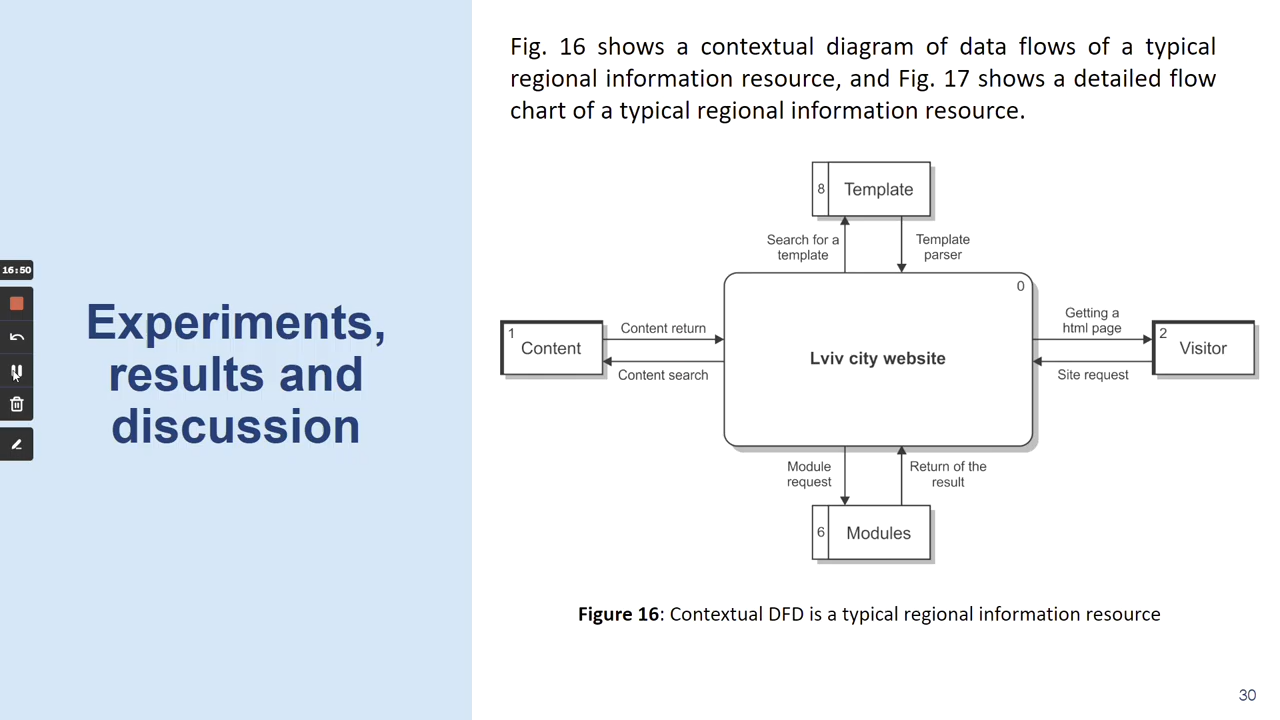 Fig. 16 shows a contextual diagram of data flows of a typical
regional information resource, and Fig. 17 shows a detailed flow
chart of a typical regional information resource.
16:50
Experiments,
results and
discussion
8
Template
Search for a
template
Template
parser
0
1
Content
Content return
Content search
Lviv city website
Getting a
html page
Site request
2
Visitor
Module
request
Return of the
result
6
Modules
Figure 16: Contextual DFD is a typical regional information resource
30